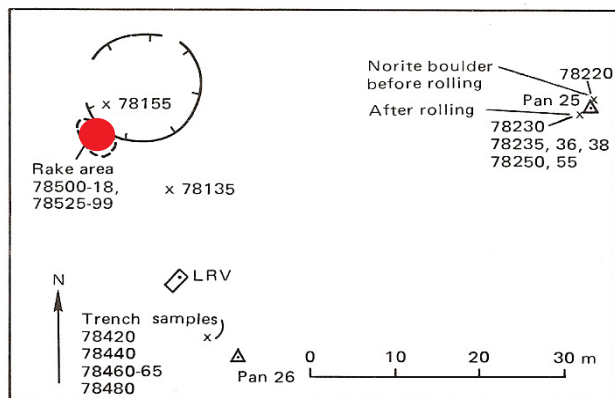 Norite boulder
before rolling
78220
Pan 25
After rolling
78230
78235, 36, 38
78250, 55
x 78155
Rake area
78500-18,
78525-99
x 78135
N
LRV
Trench samples
78420
78440
78460-65
78480
x
Pan 26
0 10 20 30 m